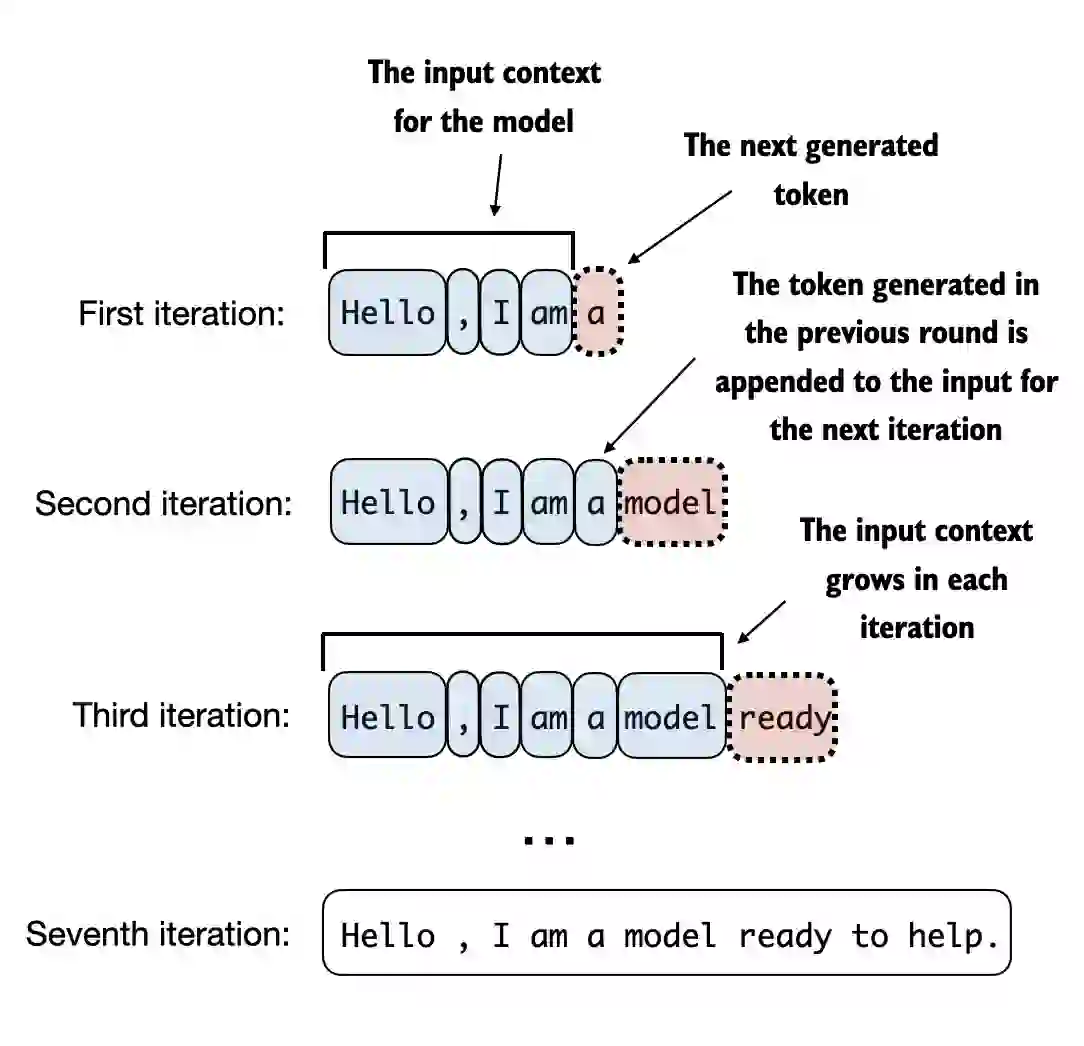 The input context
for the model
The next generated
token
First iteration: Hello , I am a
The token generated in
the previous round is
appended to the input for
the next iteration
Second iteration: Hello , I am a model
The input context
grows in each
iteration
Third iteration: Hello , I am a model ready
...
Seventh iteration: Hello , I am a model ready to help.